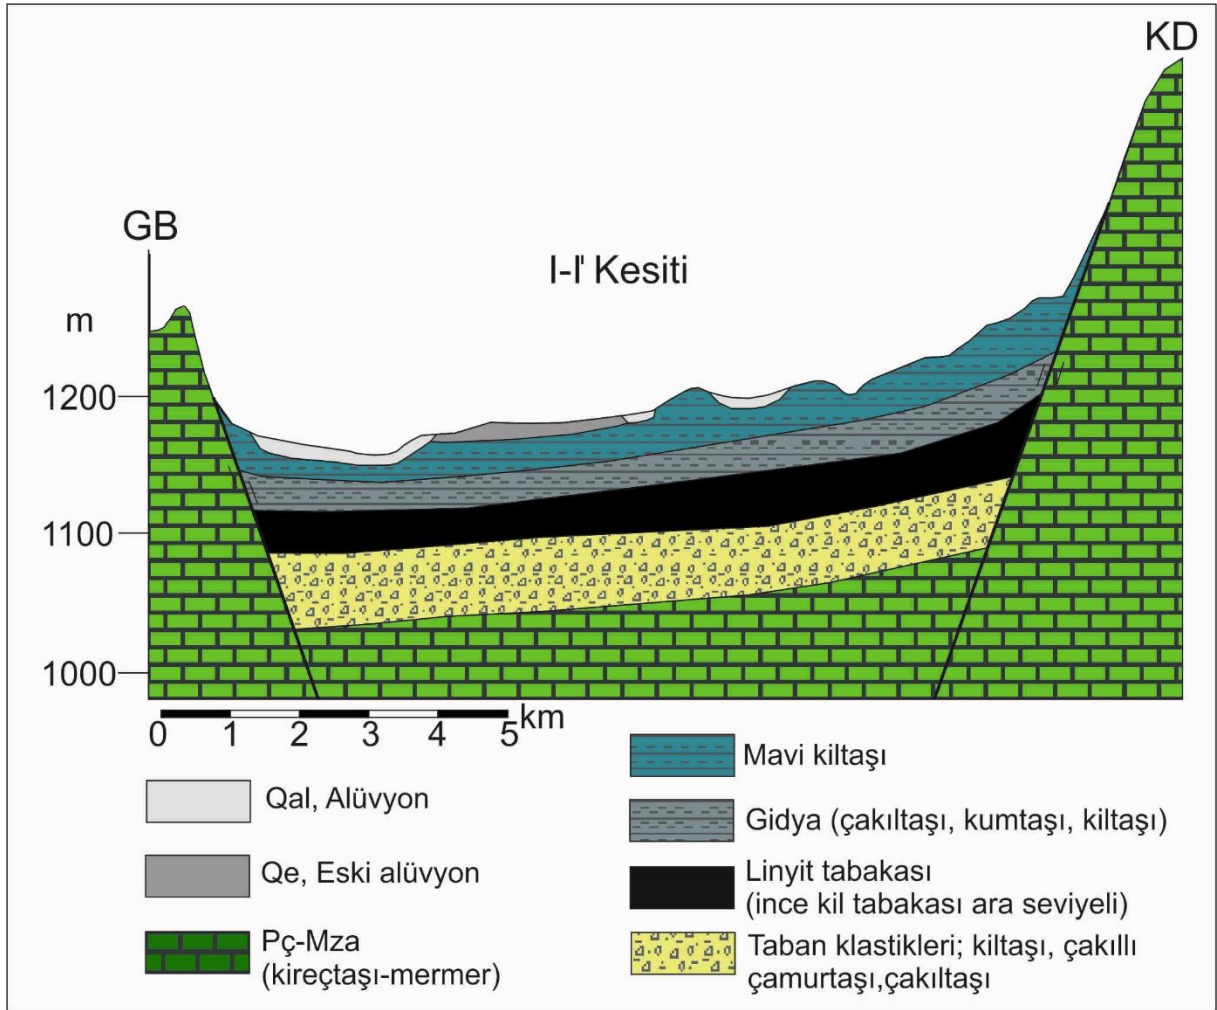 KD
GB
I-I' Kesiti
m
1200
1100
1000
km
0 1 2 3 4 5
Qal, Alüvyon
Qe, Eski alüvyon
Pç-Mza
(kireçtaşı-mermer)
Mavi kiltaşı
Gidya (çakıltaşı, kumtaşı, kiltaşı)
Linyit tabakası
(ince kil tabakası ara seviyeli)
Taban klastikleri; kiltaşı, çakıllı
çamurtaşı,çakıltaşı